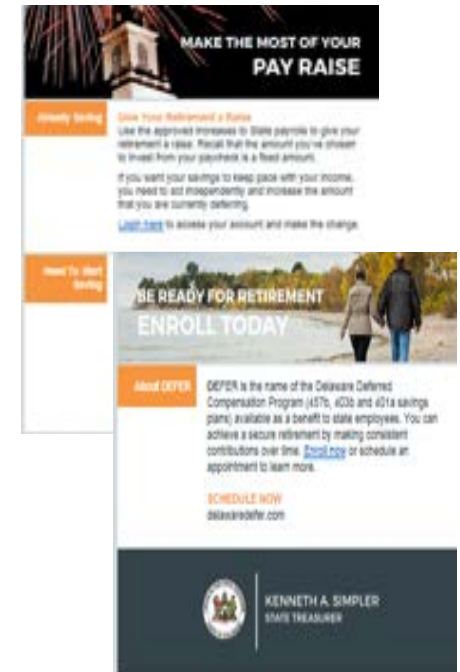 MAKE THE MOST OF YOUR
PAY RAISE
Already Saving
Give Your Retirement a Raise
Use the approved increases to State payrolls to give your
retirement a raise. Recall that the amount you've chosen
to invest from your paycheck is a fixed amount.
If you want your savings to keep pace with your income,
you need to act independently and increase the amount
that you are currently deferring.
Login here to access your account and make the change.
Need To Start
Saving
BE READY FOR RETIREMENT
ENROLL TODAY
About DEFER
DEFER is the name of the Delaware Deferred
Compensation Program (457b, 403b and 401a savings
plans) available as a benefit to state employees. You can
achieve a secure retirement by making consistent
contributions over time. Enroll now or schedule an
appointment to learn more.
SCHEDULE NOW
delawaredefer.com
KENNETH A. SIMPLER
STATE TREASURER